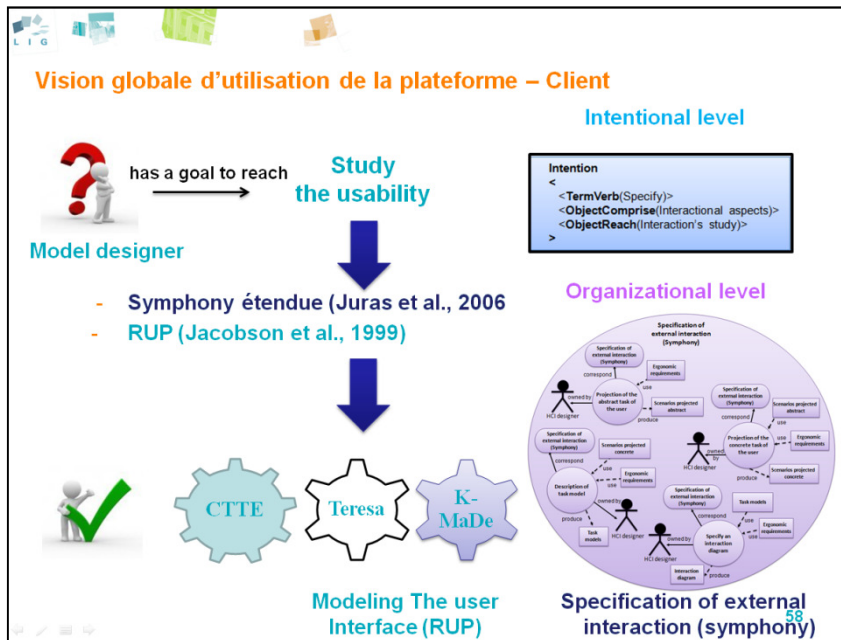 L I G
Vision globale d'utilisation de la plateforme – Client
has a goal to reach
Study
the usability
Model designer
- Symphony étendue (Juras et al., 2006
- RUP (Jacobson et al., 1999)
CTTE
Teresa
K-
MaDe
Modeling The user
Interface (RUP)
Intentional level
Intention
<
<TermVerb(Specify)>
<ObjectComprise(Interactional aspects)>
<ObjectReach(Interaction's study)>
>
Organizational level
Specification of
external interaction
(Symphony)
Specification of
external interaction
(Symphony)
Ergonomic
requirements
correspond
use
owned by
HCI designer
Projection of the
abstract task of
the user
produce
Scenarios projected
abstract
Specification of
external interaction
(Symphony)
Scenarios projected
abstract
correspond
use
Projection of the
concrete task of
the user
use
Ergonomic
requirements
owned
by
HCI designer
produce
Scenarios projected
concrete
Specification of
external interaction
(Symphony)
Scenarios projected
concrete
correspond
use
Ergonomic
requirements
use
Description of
task model
owned by
HCI designer
produce
Task
models
Specification of
external interaction
(Symphony)
Task models
correspond
use
Ergonomic
requirements
use
Specify an
interaction
diagram
owned by
HCI designer
Interaction
diagram
produce
Specification of external
interaction (symphony)
58